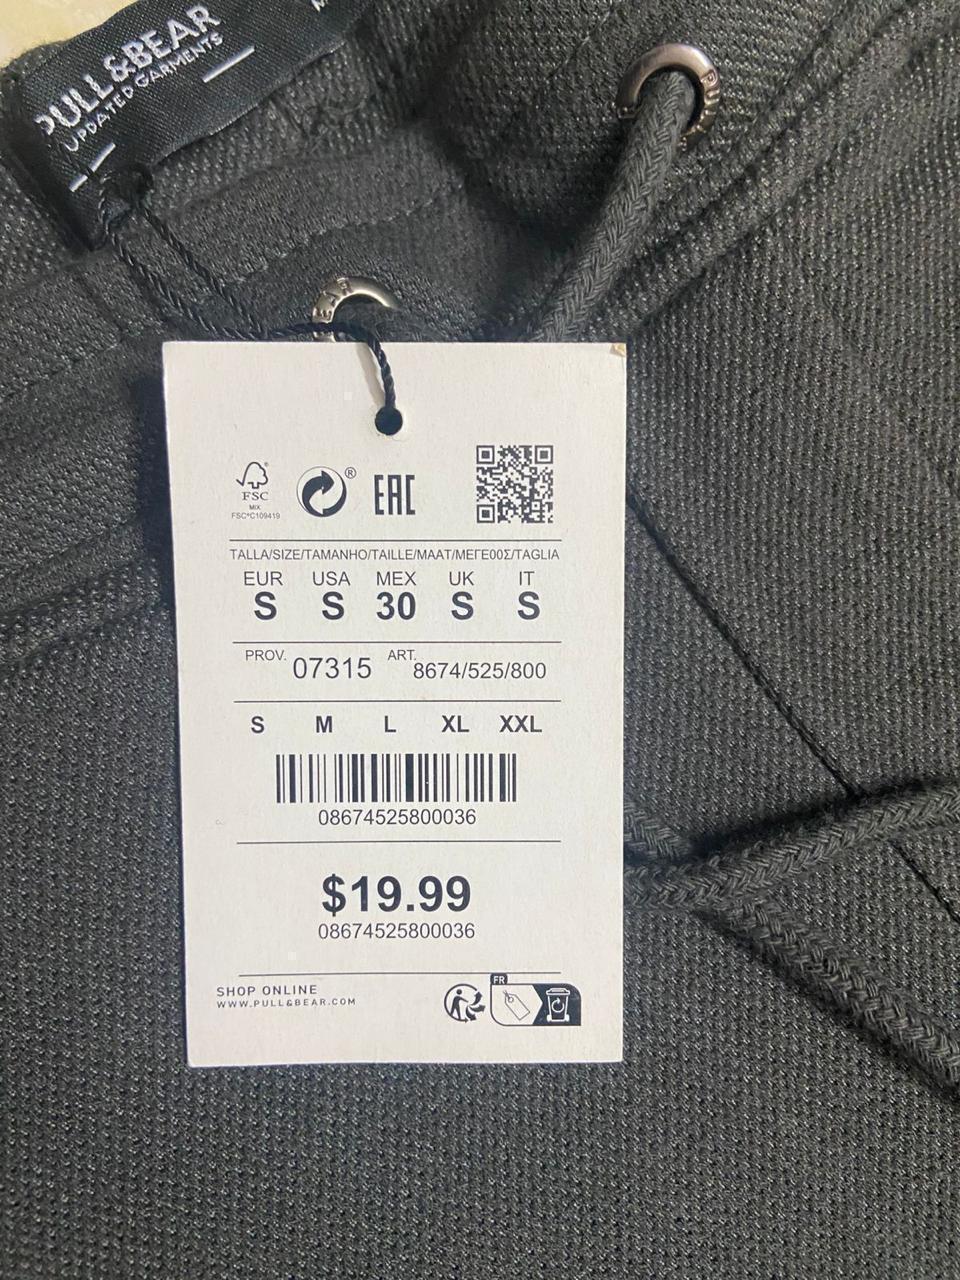 PULL&BEAR
UPDATED GARMENTS
EAR
FSC
MIX
FSC® C109419
®
EAC
TALLA/SIZE/TAMANHO/TAILLE/MAAT/ΜΕΓΕ00Σ/TAGLIA
EUR USA MEX UK IT
S S 30 S S
PROV. 07315 ART. 8674/525/800
S M L XL XXL
08674525800036
$19.99
08674525800036
SHOP ONLINE
WWW.PULL&BEAR.COM
FR